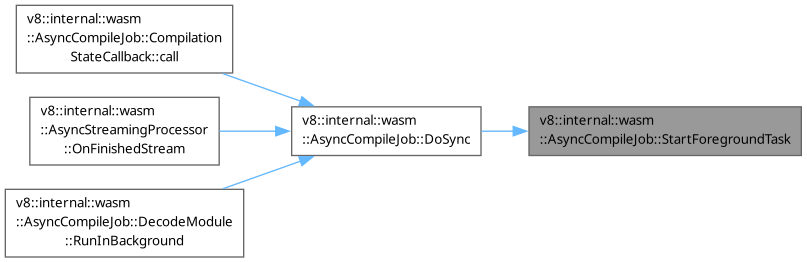 v8::internal::wasm
::AsyncCompileJob::Compilation
StateCallback::call
v8::internal::wasm
::AsyncStreamingProcessor
::OnFinishedStream
v8::internal::wasm
::AsyncCompileJob::DecodeModule
::RunInBackground
v8::internal::wasm
::AsyncCompileJob::DoSync
v8::internal::wasm
::AsyncCompileJob::StartForegroundTask